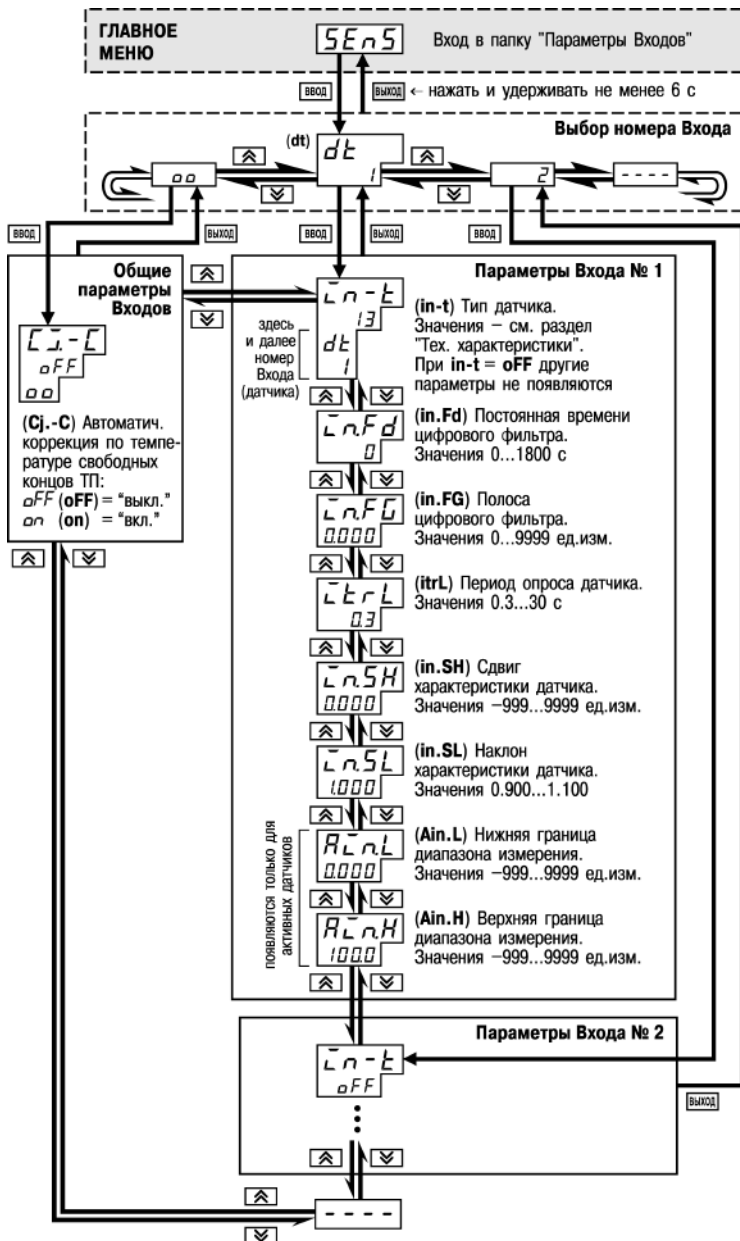 ГЛАВНОЕ
МЕНЮ
SEnS
Вход в папку "Параметры Входов"
ВВОД
ВЫХОД ← нажать и удерживать не менее 6 с
Выбор номера Входа
(dt)
dt
1
oo
2
- - - -
ВВОД
ВЫХОД
ВВОД
ВЫХОД
ВВОД
Общие
параметры
Входов
Cj.-C
oFF
oo
(Cj.-C) Автоматич.
коррекция по темпе-
ратуре свободных
концов ТП:
oFF (oFF) = "выкл."
on (on) = "вкл."
Параметры Входа № 1
in-t
13
dt
1
здесь
и далее
номер
Входа
(датчика)
(in-t) Тип датчика.
Значения – см. раздел
"Тех. характеристики".
При in-t = oFF другие
параметры не появляются
in.Fd
0
(in.Fd) Постоянная времени
цифрового фильтра.
Значения 0...1800 с
in.FG
0.000
(in.FG) Полоса
цифрового фильтра.
Значения 0...9999 ед.изм.
itrL
0.3
(itrL) Период опроса датчика.
Значения 0.3...30 с
in.SH
0.000
(in.SH) Сдвиг
характеристики датчика.
Значения −999...9999 ед.изм.
in.SL
1.000
(in.SL) Наклон
характеристики датчика.
Значения 0.900...1.100
появляются только для
активных датчиков
Ain.L
0.000
(Ain.L) Нижняя граница
диапазона измерения.
Значения −999...9999 ед.изм.
Ain.H
100.0
(Ain.H) Верхняя граница
диапазона измерения.
Значения −999...9999 ед.изм.
Параметры Входа № 2
in-t
oFF
ВЫХОД
- - - -